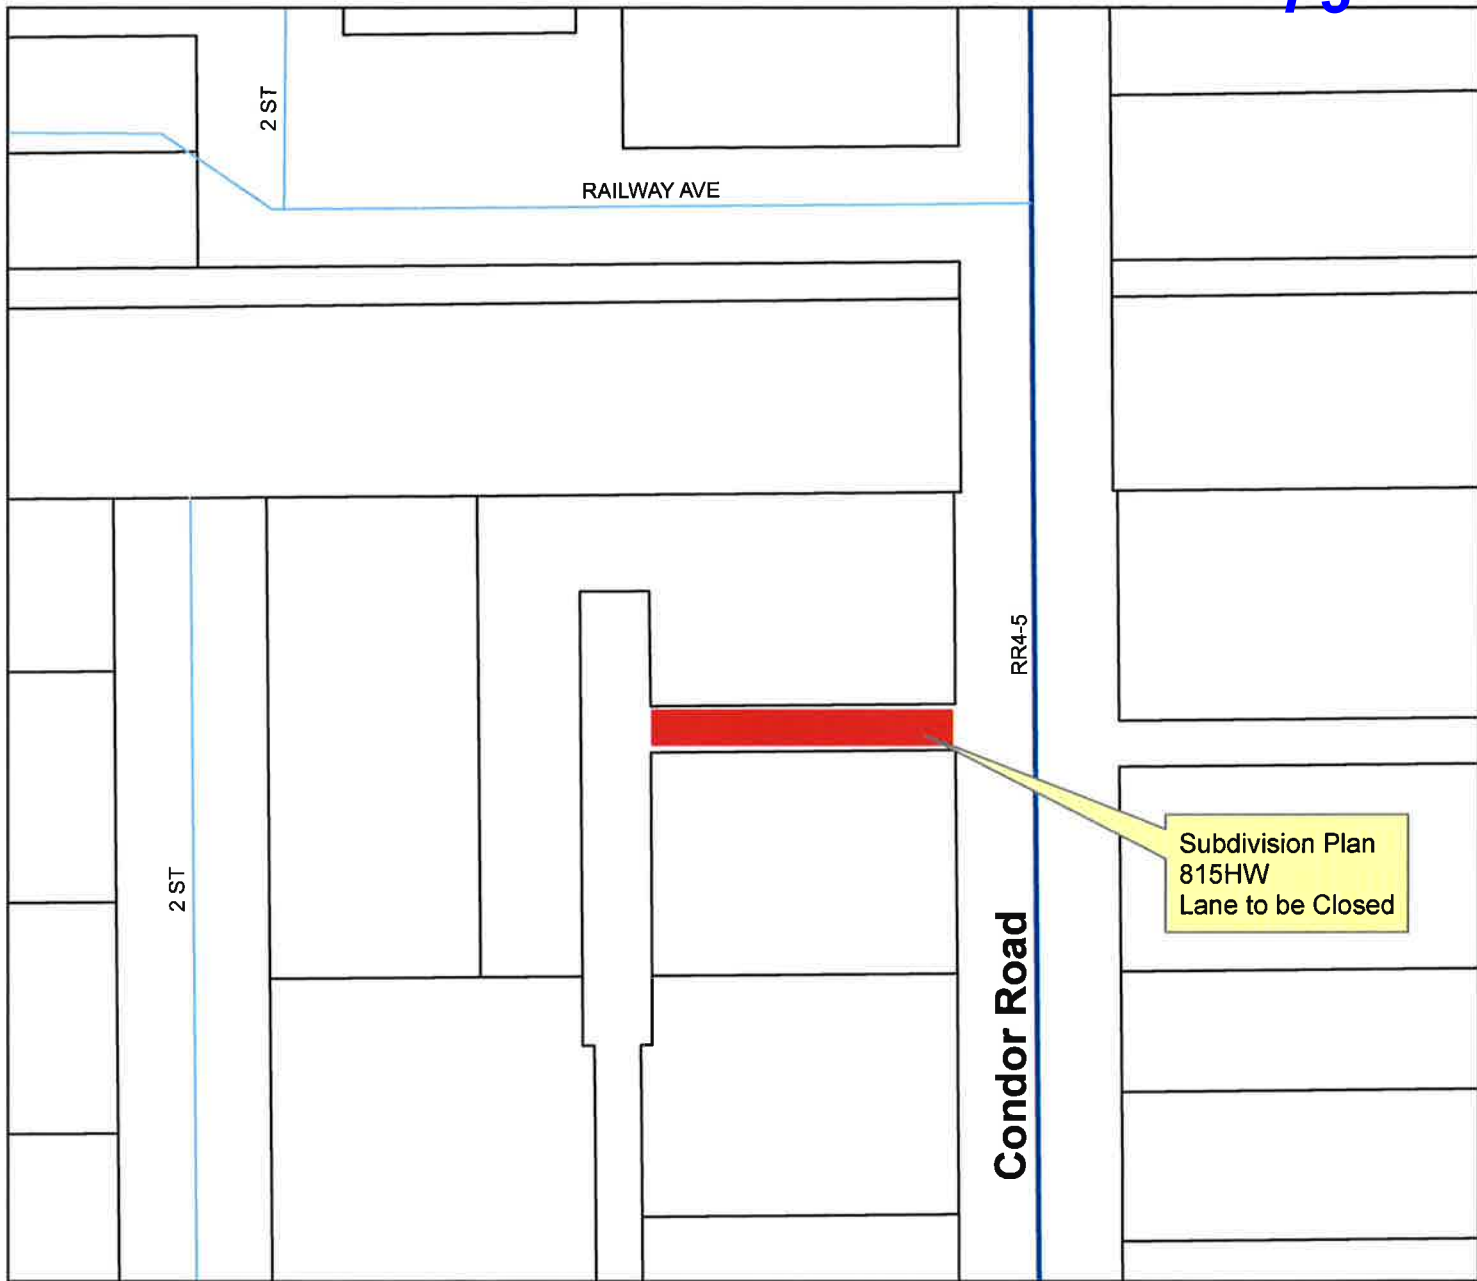 2 ST
RAILWAY AVE
RR4-5
Subdivision Plan
815HW
Lane to be Closed
2 ST
Condor Road